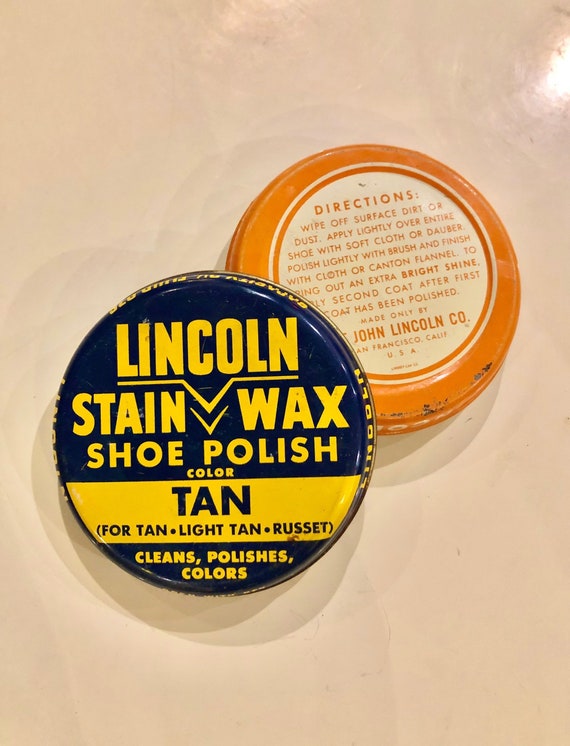 LINCOLN
STAIN WAX
SHOE POLISH
COLOR
TAN
(FOR TAN • LIGHT TAN • RUSSET)
CLEANS, POLISHES,
COLORS
DIRECTIONS:
WIPE OFF SURFACE DIRT OR
DUST. APPLY LIGHTLY OVER ENTIRE
SHOE WITH SOFT CLOTH OR DAUBER.
POLISH LIGHTLY WITH BRUSH AND FINISH
WITH CLOTH OR CANTON FLANNEL. TO
RING OUT AN EXTRA BRIGHT SHINE,
LY SECOND COAT AFTER FIRST
COAT HAS BEEN POLISHED.
MADE ONLY BY
JOHN LINCOLN CO.
AN FRANCISCO, CALIF.
U. S. A.